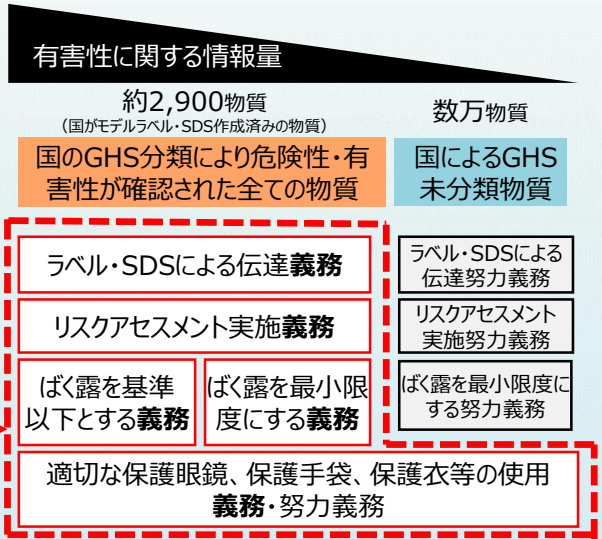 有害性に関する情報量
約2,900物質
（国がモデルラベル・SDS作成済みの物質）
数万物質
国のGHS分類により危険性・有
害性が確認された全ての物質
国によるGHS
未分類物質
ラベル・SDSによる伝達義務
ラベル・SDSによる
伝達努力義務
リスクアセスメント実施義務
リスクアセスメント
実施努力義務
ばく露を基準
以下とする義務
ばく露を最小限
度にする義務
ばく露を最小限度に
する努力義務
適切な保護眼鏡、保護手袋、保護衣等の使用
義務・努力義務